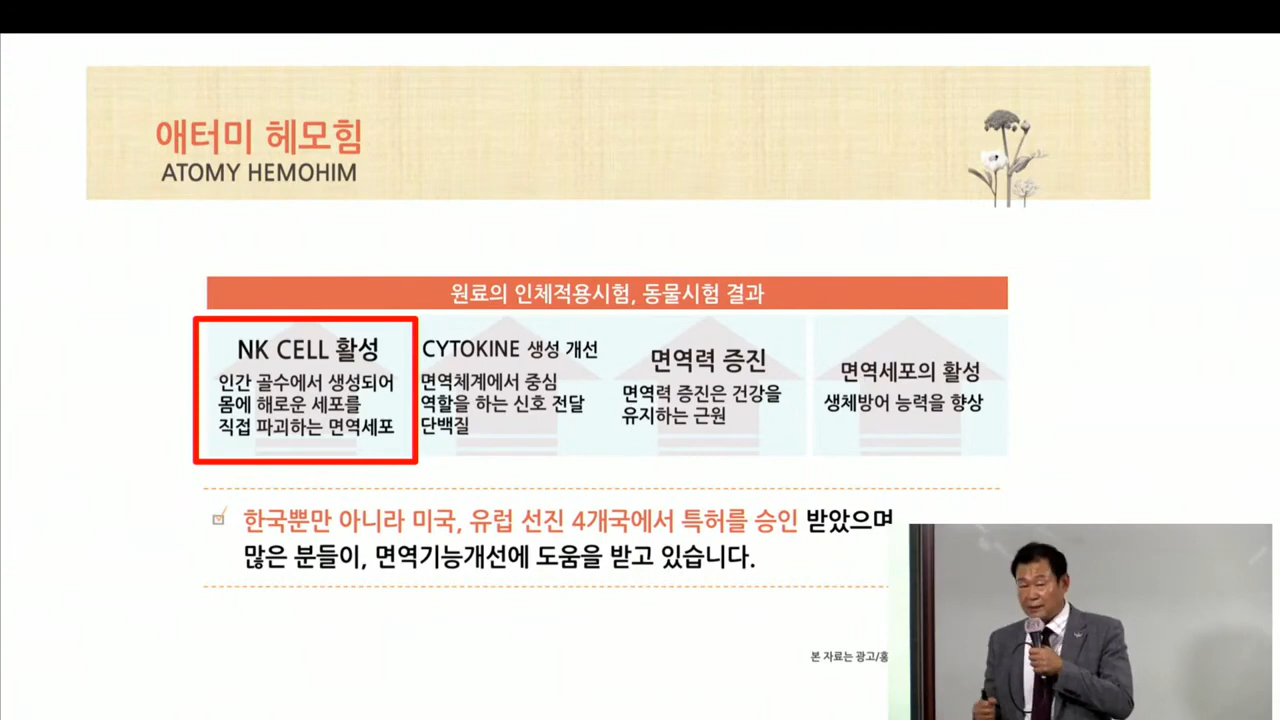 애터미 헤모힘
ATOMY HEMOHIM
원료의 인체적용시험, 동물시험 결과
NK CELL 활성
인간 골수에서 생성되어
몸에 해로운 세포를
직접 파괴하는 면역세포
CYTOKINE 생성 개선
면역체계에서 중심
역할을 하는 신호 전달
단백질
면역력 증진
면역력 증진은 건강을
유지하는 근원
면역세포의 활성
생체방어 능력을 향상
한국뿐만 아니라 미국, 유럽 선진 4개국에서 특허를 승인 받았으며
많은 분들이, 면역기능개선에 도움을 받고 있습니다.
본 자료는 광고/홍